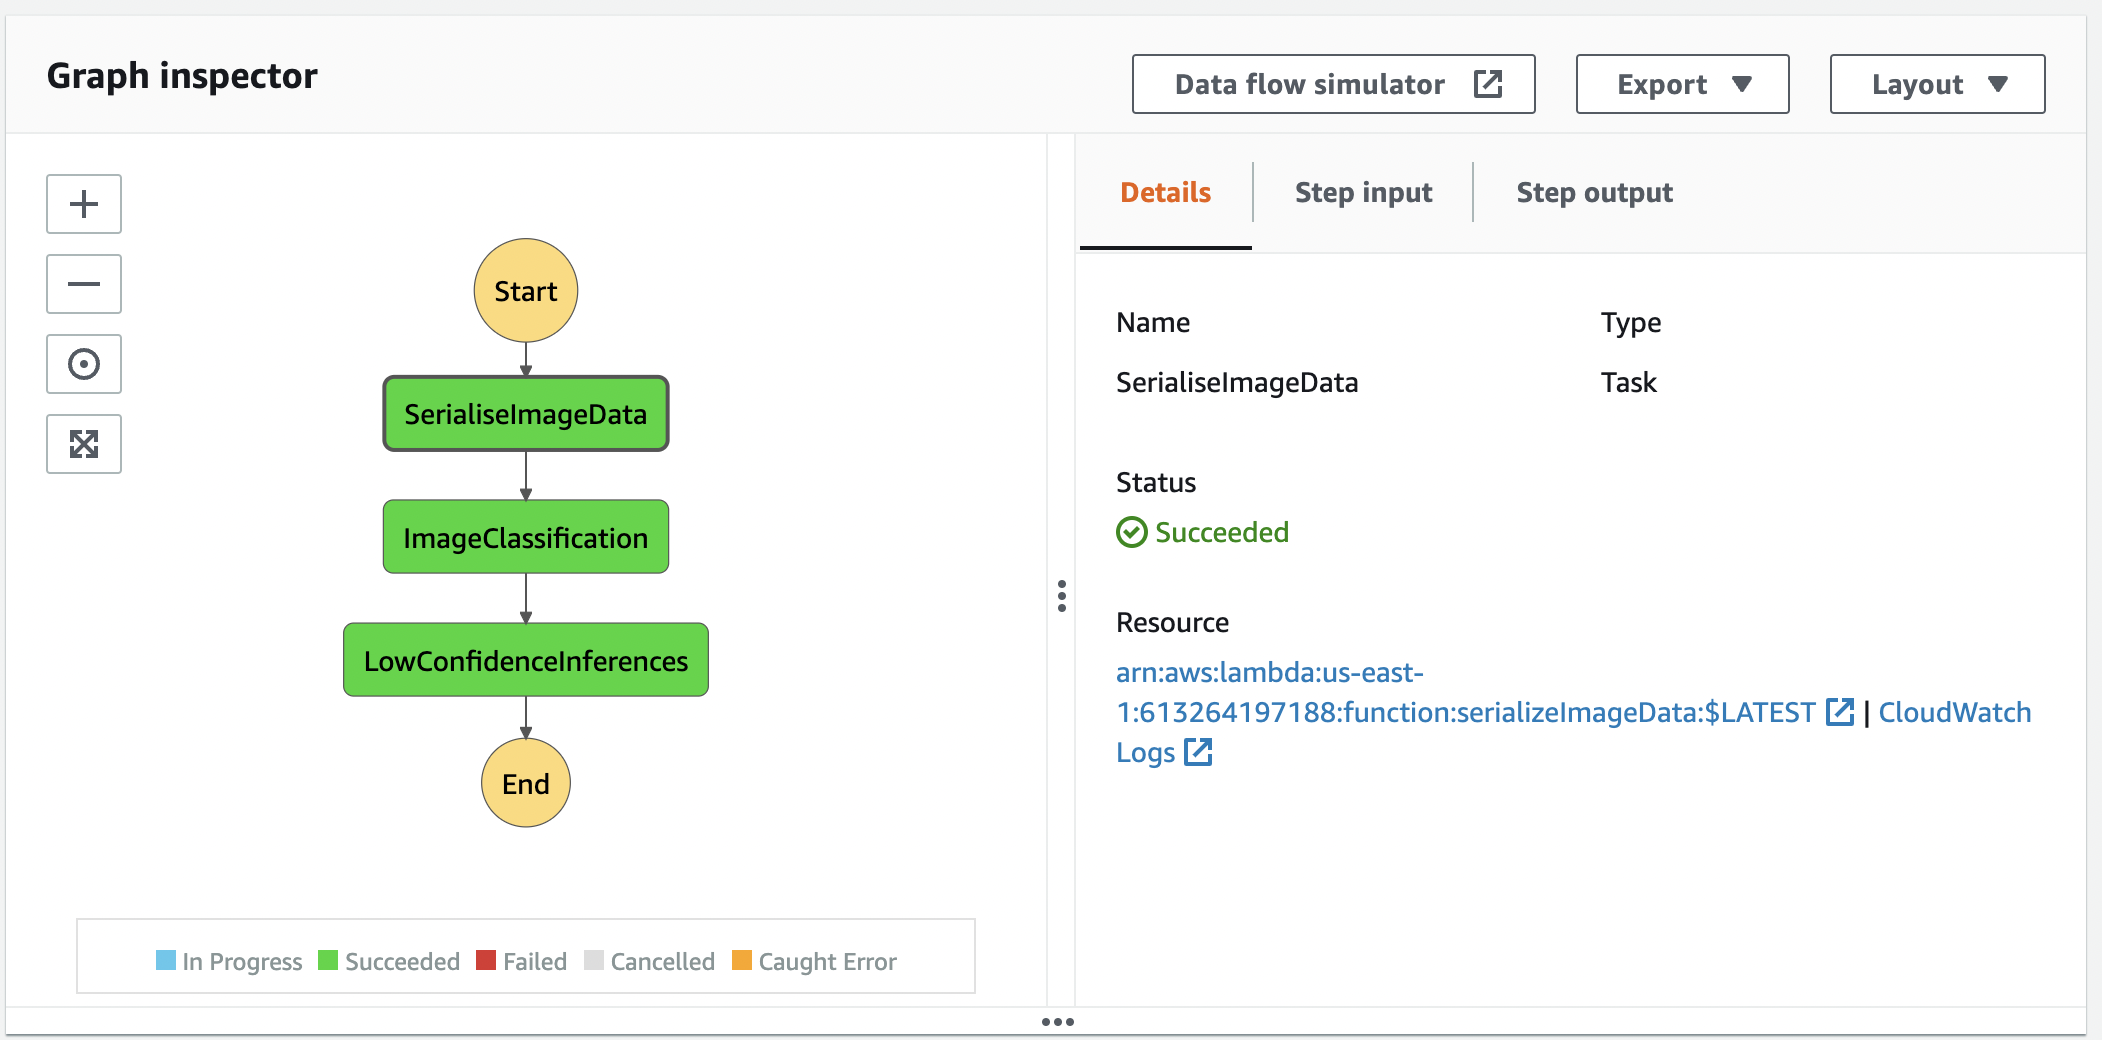 Graph inspector
Data flow simulator
Export
Layout
Start
SerialiseImageData
ImageClassification
LowConfidenceInferences
End
In Progress Succeeded Failed Cancelled Caught Error
Details Step input Step output
Name Type
SerialiseImageData Task
Status
Succeeded
Resource
arn:aws:lambda:us-east-
1:613264197188:function:serializeImageData:$LATEST | CloudWatch
Logs